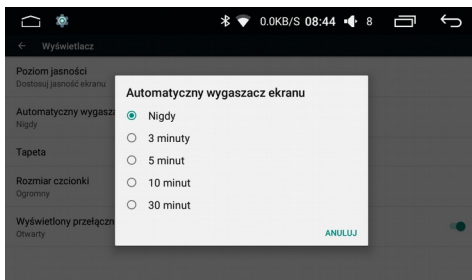 0.0KB/S 08:44 8
Wyświetlacz
Poziom jasności
Dostosuj jasność ekranu
Automatyczny wygasz
Nigdy
Tapeta
Rozmiar czcionki
Ogromny
Wyświetlony przełączn
Otwarty
Automatyczny wygaszacz ekranu
Nigdy
3 minuty
5 minut
10 minut
30 minut
ANULUJ